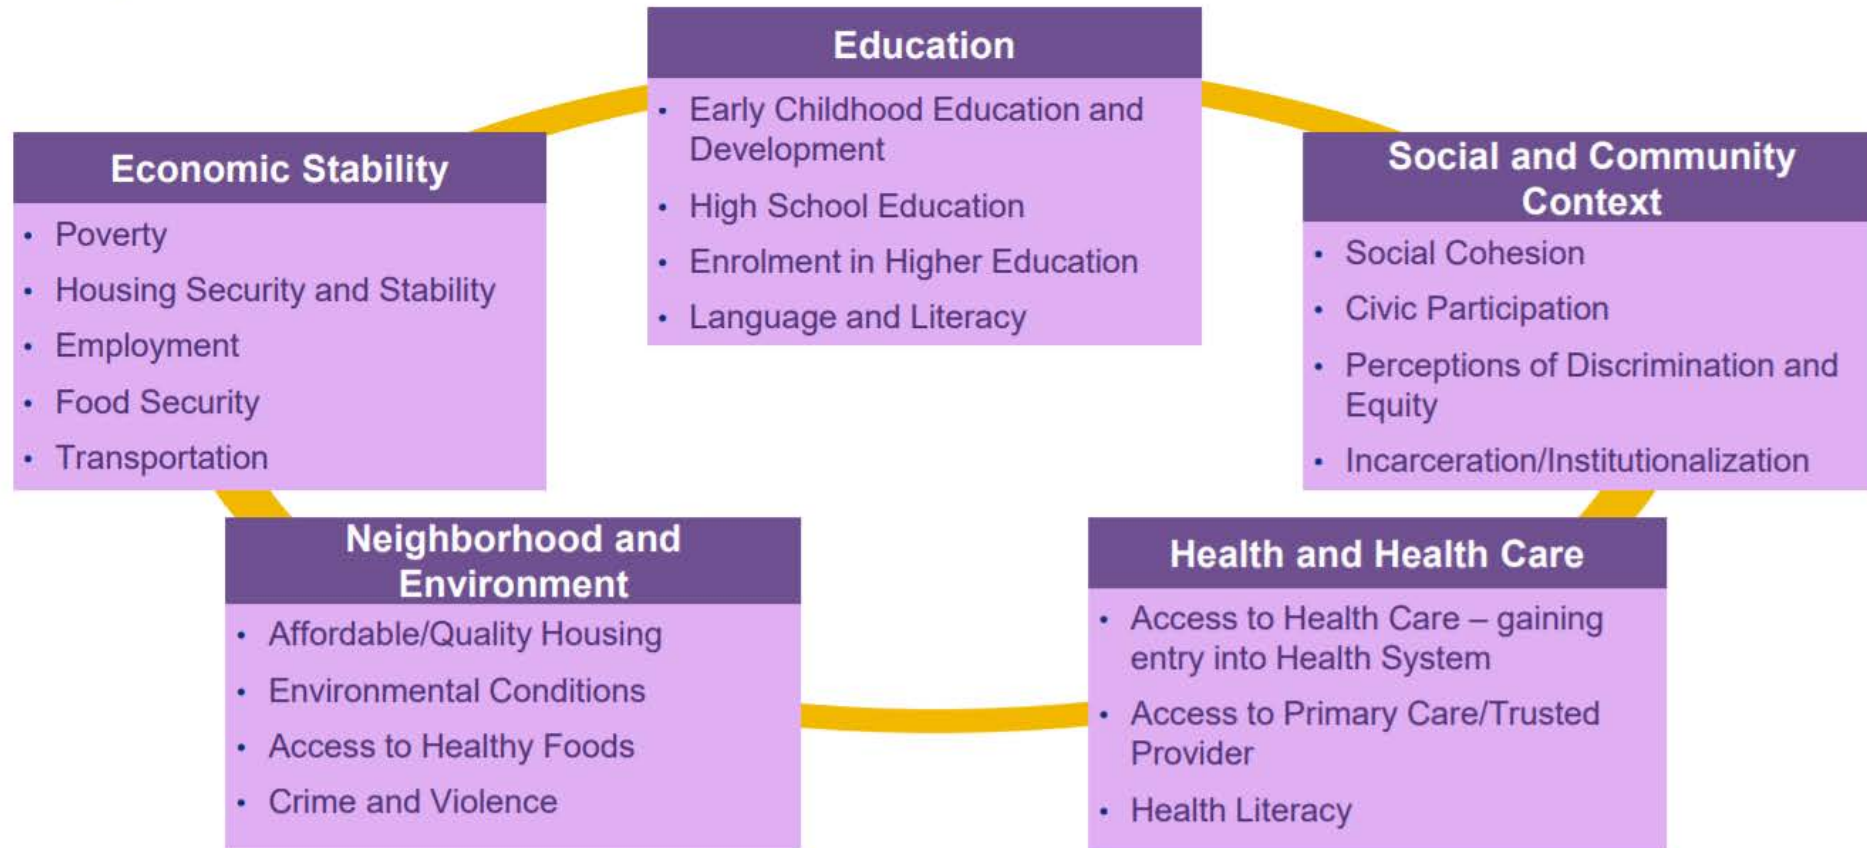 Education
• Early Childhood Education and
Development
• High School Education
• Enrolment in Higher Education
• Language and Literacy
Economic Stability
• Poverty
• Housing Security and Stability
• Employment
• Food Security
• Transportation
Social and Community
Context
• Social Cohesion
• Civic Participation
• Perceptions of Discrimination and
Equity
• Incarceration/Institutionalization
Neighborhood and
Environment
• Affordable/Quality Housing
• Environmental Conditions
• Access to Healthy Foods
• Crime and Violence
Health and Health Care
• Access to Health Care – gaining
entry into Health System
• Access to Primary Care/Trusted
Provider
• Health Literacy